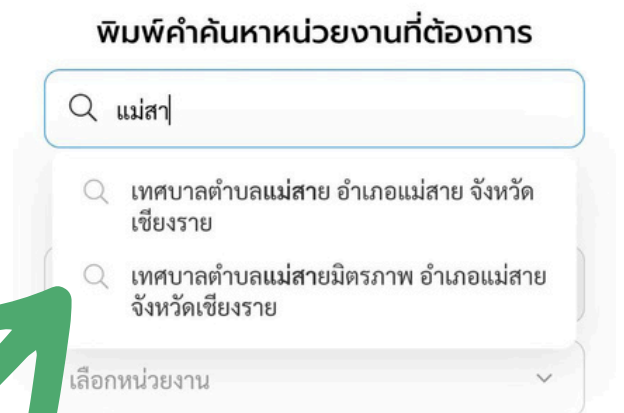 พิมพ์คำค้นหาหน่วยงานที่ต้องการ
แม่สา
เทศบาลตำบลแม่สาย อำเภอแม่สาย จังหวัด
เชียงราย
เทศบาลตำบลแม่สายมิตรภาพ อำเภอแม่สาย
จังหวัดเชียงราย
เลือกหน่วยงาน